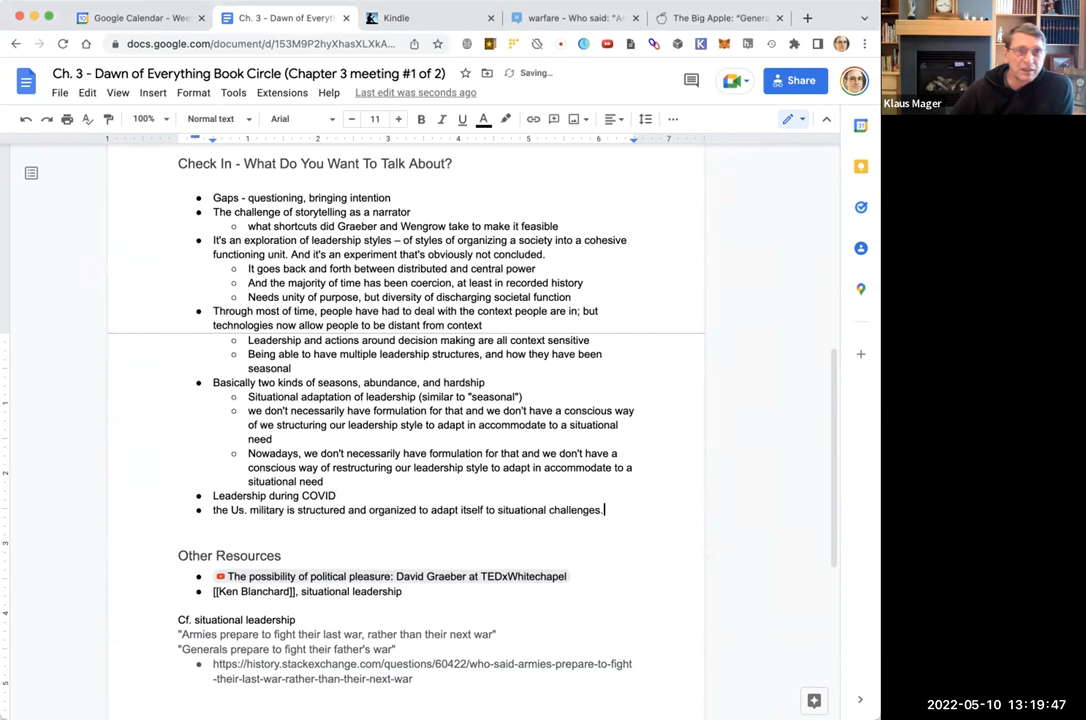 Google Calendar - Wee
Ch. 3 - Dawn of Everyth
Kindle
warfare - Who said: "A
The Big Apple: "Gener
docs.google.com/document/d/153M9P2hyXhasXLXkA...
Ch. 3 - Dawn of Everything Book Circle (Chapter 3 meeting #1 of 2)
Saving...
Share
File Edit View Insert Format Tools Extensions Help Last edit was seconds ago
100% Normal text Arial 11 B I U A
1 2 3 4 5 6 7
Klaus Mager
Check In - What Do You Want To Talk About?
● Gaps - questioning, bringing intention
● The challenge of storytelling as a narrator
○ what shortcuts did Graeber and Wengrow take to make it feasible
● It's an exploration of leadership styles – of styles of organizing a society into a cohesive
functioning unit. And it's an experiment that's obviously not concluded.
○ It goes back and forth between distributed and central power
○ And the majority of time has been coercion, at least in recorded history
○ Needs unity of purpose, but diversity of discharging societal function
● Through most of time, people have had to deal with the context people are in; but
technologies now allow people to be distant from context
○ Leadership and actions around decision making are all context sensitive
○ Being able to have multiple leadership structures, and how they have been
seasonal
● Basically two kinds of seasons, abundance, and hardship
○ Situational adaptation of leadership (similar to "seasonal")
○ we don't necessarily have formulation for that and we don't have a conscious way
of we structuring our leadership style to adapt in accommodate to a situational
need
○ Nowadays, we don't necessarily have formulation for that and we don't have a
conscious way of restructuring our leadership style to adapt in accommodate to a
situational need
● Leadership during COVID
● the Us. military is structured and organized to adapt itself to situational challenges.
Other Resources
● The possibility of political pleasure: David Graeber at TEDxWhitechapel
● [[Ken Blanchard]], situational leadership
Cf. situational leadership
"Armies prepare to fight their last war, rather than their next war"
"Generals prepare to fight their father's war"
● https://history.stackexchange.com/questions/60422/who-said-armies-prepare-to-fight
-their-last-war-rather-than-their-next-war
2022-05-10 13:19:47